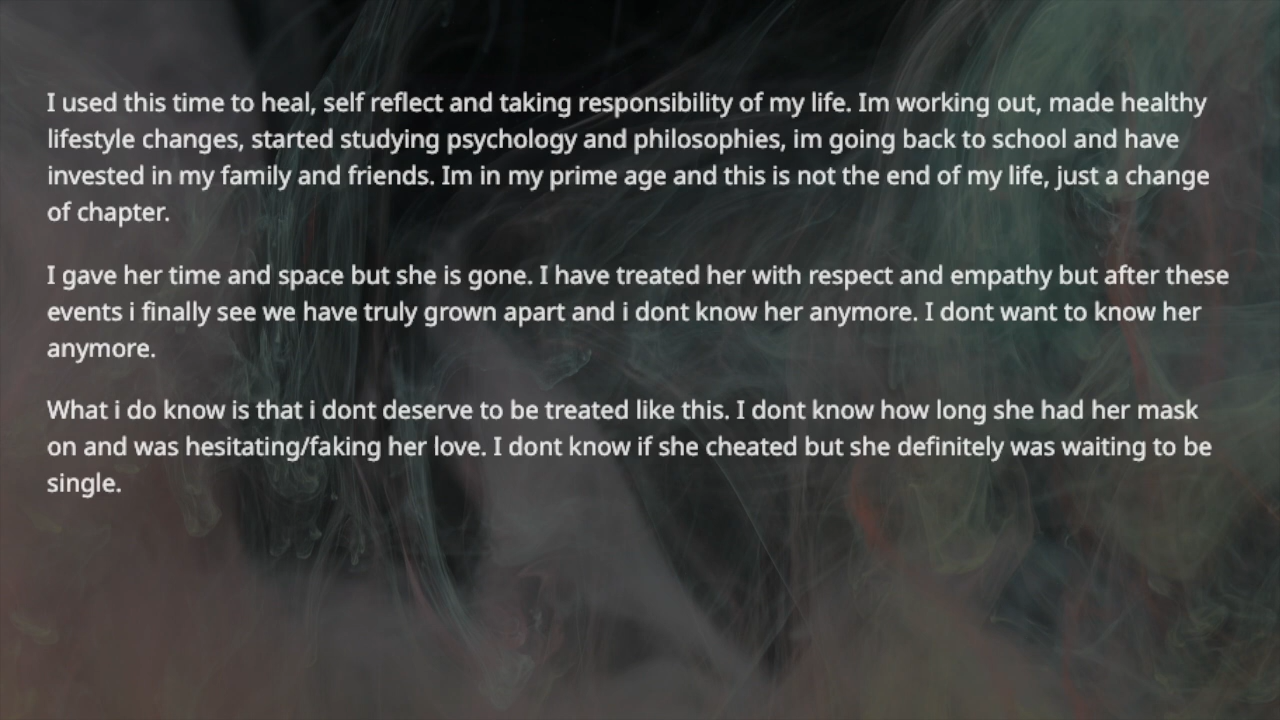 I used this time to heal, self reflect and taking responsibility of my life. Im working out, made healthy
lifestyle changes, started studying psychology and philosophies, im going back to school and have
invested in my family and friends. Im in my prime age and this is not the end of my life, just a change
of chapter.
I gave her time and space but she is gone. I have treated her with respect and empathy but after these
events i finally see we have truly grown apart and i dont know her anymore. I dont want to know her
anymore.
What i do know is that i dont deserve to be treated like this. I dont know how long she had her mask
on and was hesitating/faking her love. I dont know if she cheated but she definitely was waiting to be
single.